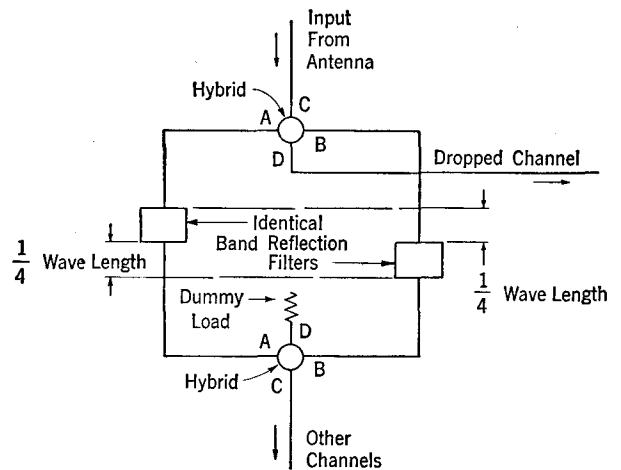 Input
From
Antenna
Hybrid
C
A
B
D
Dropped Channel
Identical
Band Reflection
Filters
1/4 Wave Length
1/4 Wave Length
Dummy
Load
D
A
B
Hybrid
C
Other
Channels